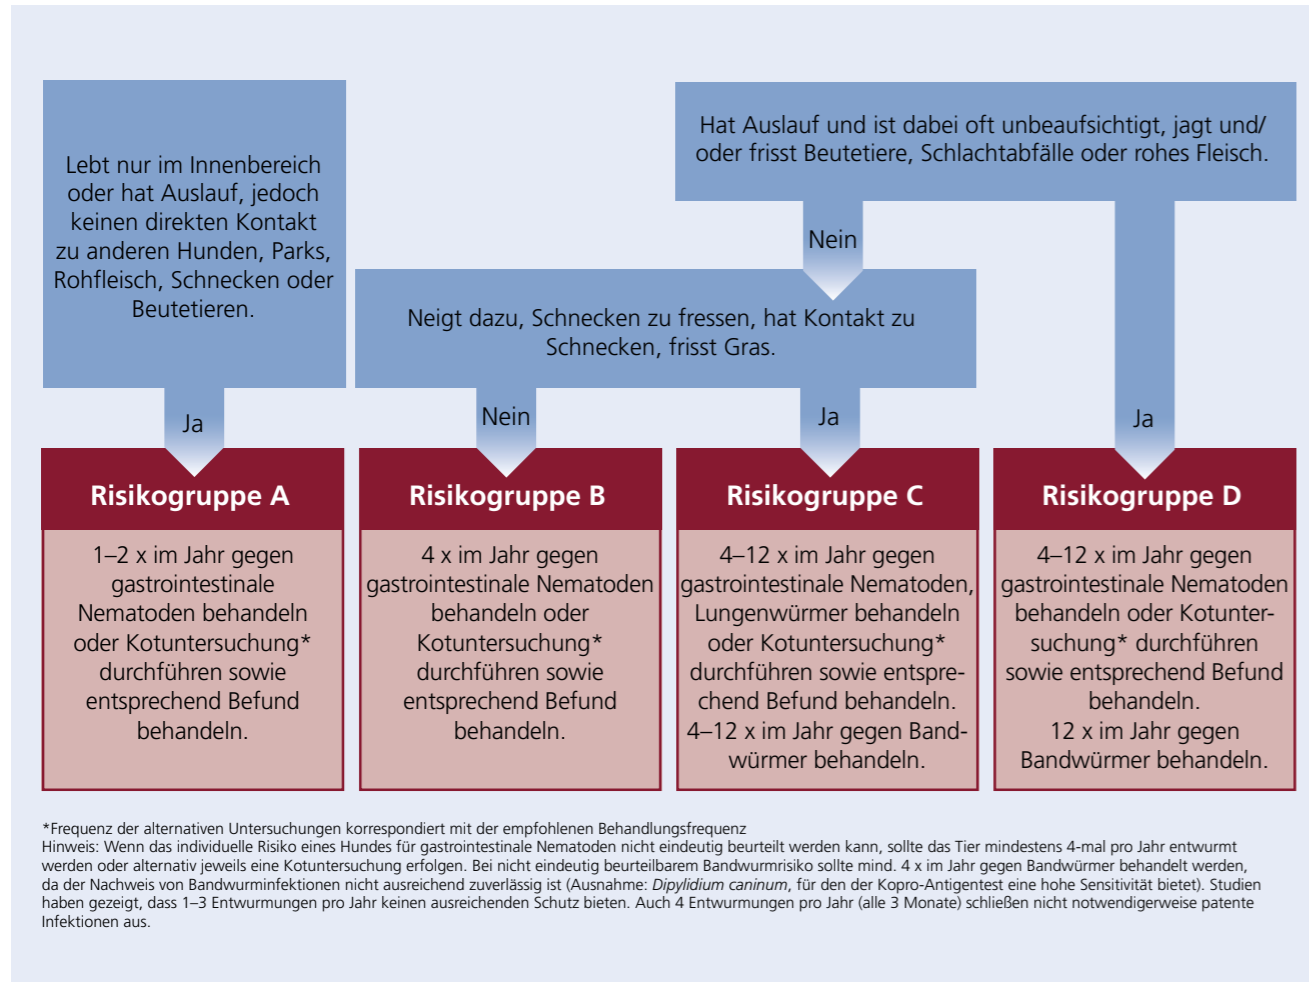 Lebt nur im Innenbereich
oder hat Auslauf, jedoch
keinen direkten Kontakt
zu anderen Hunden, Parks,
Rohfleisch, Schnecken oder
Beutetieren.
Hat Auslauf und ist dabei oft unbeaufsichtigt, jagt und/
oder frisst Beutetiere, Schlachtabfälle oder rohes Fleisch.
Nein
Neigt dazu, Schnecken zu fressen, hat Kontakt zu
Schnecken, frisst Gras.
Ja
Nein
Ja
Ja
Risikogruppe A
1–2 x im Jahr gegen
gastrointestinale
Nematoden behandeln
oder Kotuntersuchung*
durchführen sowie
entsprechend Befund
behandeln.
Risikogruppe B
4 x im Jahr gegen
gastrointestinale Nematoden
behandeln oder
Kotuntersuchung*
durchführen sowie
entsprechend Befund
behandeln.
Risikogruppe C
4–12 x im Jahr gegen
gastrointestinale Nematoden,
Lungenwürmer behandeln
oder Kotuntersuchung*
durchführen sowie entspre-
chend Befund behandeln.
4–12 x im Jahr gegen Band-
würmer behandeln.
Risikogruppe D
4–12 x im Jahr gegen
gastrointestinale Nematoden
behandeln oder Kotunter-
suchung* durchführen
sowie entsprechend Befund
behandeln.
12 x im Jahr gegen
Bandwürmer behandeln.
*Frequenz der alternativen Untersuchungen korrespondiert mit der empfohlenen Behandlungsfrequenz
Hinweis: Wenn das individuelle Risiko eines Hundes für gastrointestinale Nematoden nicht eindeutig beurteilt werden kann, sollte das Tier mindestens 4-mal pro Jahr entwurmt
werden oder alternativ jeweils eine Kotuntersuchung erfolgen. Bei nicht eindeutig beurteilbarem Bandwurmrisiko sollte mind. 4 x im Jahr gegen Bandwürmer behandelt werden,
da der Nachweis von Bandwurminfektionen nicht ausreichend zuverlässig ist (Ausnahme: Dipylidium caninum, für den der Kopro-Antigentest eine hohe Sensitivität bietet). Studien
haben gezeigt, dass 1–3 Entwurmungen pro Jahr keinen ausreichenden Schutz bieten. Auch 4 Entwurmungen pro Jahr (alle 3 Monate) schließen nicht notwendigerweise patente
Infektionen aus.